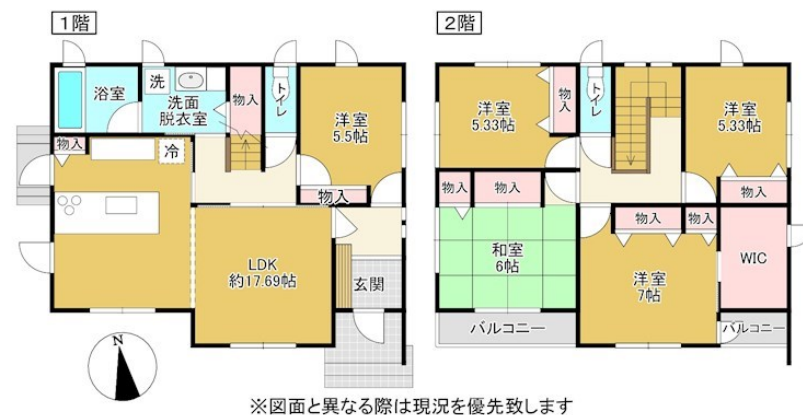 1階
浴室
洗
洗面
脱衣室
物入
トイレ
洋室
5.5帖
物入
冷
物入
LDK
約17.69帖
玄関
N
2階
洋室
5.33帖
物入
トイレ
洋室
5.33帖
物入
物入
物入
和室
6帖
物入
物入
洋室
7帖
WIC
バルコニー
バルコニー
※図面と異なる際は現況を優先致します